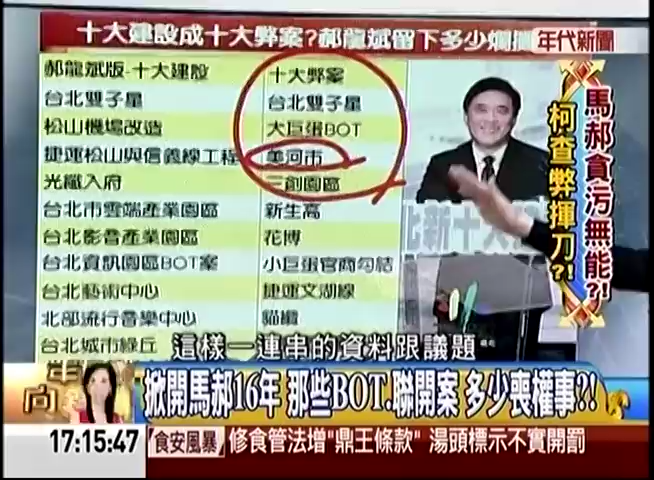 十大建設成十大弊案?郝龍斌留下多少爛攤
年代新聞
郝龍斌版-十大建設 十大弊案
台北雙子星 台北雙子星
松山機場改造 大巨蛋BOT
捷運松山與信義線工程 美河市
光纖入府 三創園區
台北市雲端產業園區 新生高
台北影音產業園區 花博
台北資訊園區BOT案 小巨蛋官商勾結
台北藝術中心 捷運文湖線
北部流行音樂中心 貓纜
台北城市綠丘
北新十大
馬郝貪污無能?!
柯查弊揮刀?!
這樣一連串的資料跟議題
掀開馬郝16年 那些BOT.聯開案 多少喪權事?!
向
17:15:47
食安風暴 修食管法增"鼎王條款" 湯頭標示不實開罰